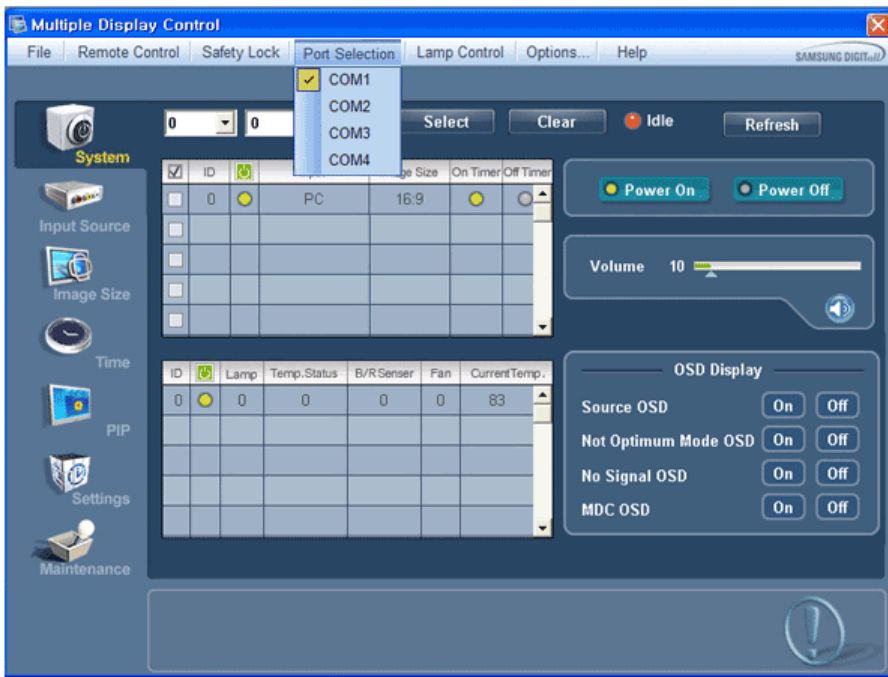 Multiple Display Control
File Remote Control Safety Lock Port Selection Lamp Control Options... Help SAMSUNG DIGITall
COM1
COM2
COM3
COM4
0 0 Select Clear Idle Refresh
System
Input Source
Image Size
Time
PIP
Settings
Maintenance
ID Size On Timer Off Timer
0 PC 16:9
Power On Power Off
Volume 10
ID Lamp Temp.Status B/RSenser Fan CurrentTemp.
0 0 0 0 0 83
OSD Display
Source OSD On Off
Not Optimum Mode OSD On Off
No Signal OSD On Off
MDC OSD On Off